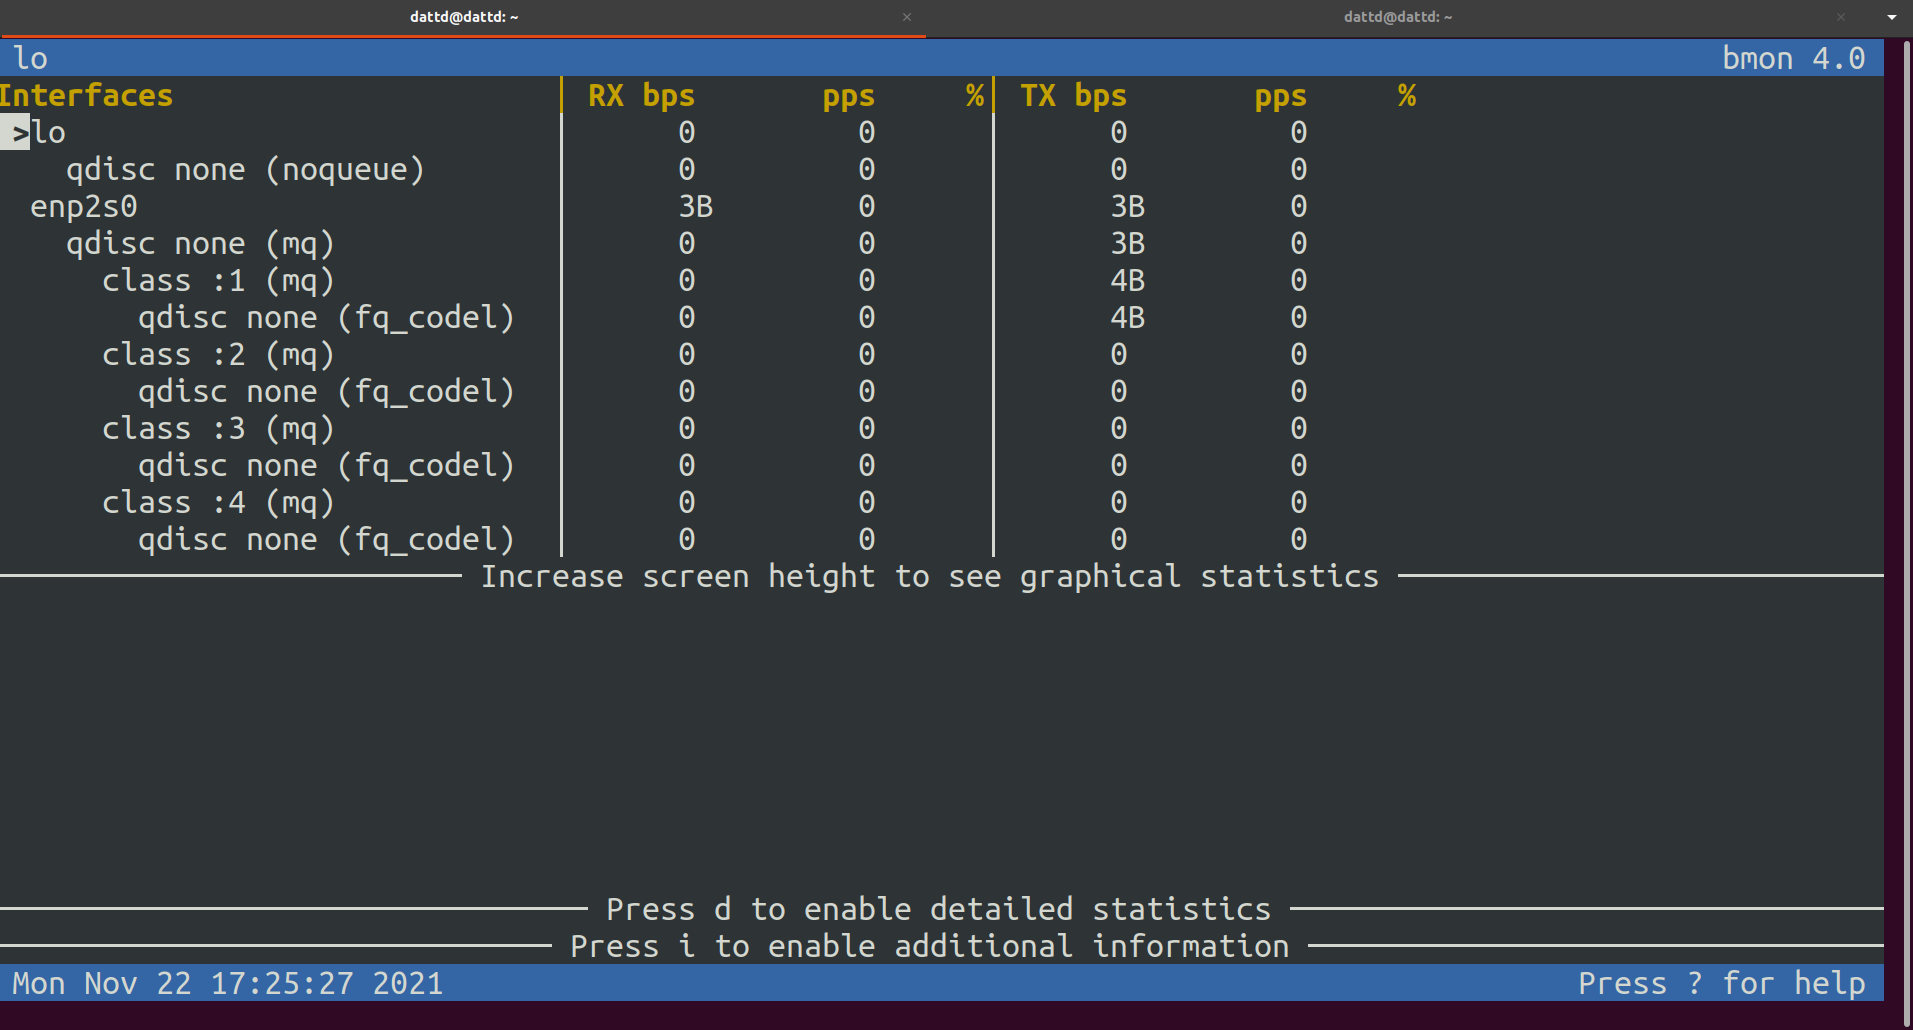 dattd@dattd: ~ × dattd@dattd: ~ ×
lo bmon 4.0
Interfaces RX bps pps % TX bps pps %
>lo 0 0 0 0
qdisc none (noqueue) 0 0 0 0
enp2s0 3B 0 3B 0
qdisc none (mq) 0 0 3B 0
class :1 (mq) 0 0 4B 0
qdisc none (fq_codel) 0 0 4B 0
class :2 (mq) 0 0 0 0
qdisc none (fq_codel) 0 0 0 0
class :3 (mq) 0 0 0 0
qdisc none (fq_codel) 0 0 0 0
class :4 (mq) 0 0 0 0
qdisc none (fq_codel) 0 0 0 0
Increase screen height to see graphical statistics
Press d to enable detailed statistics
Press i to enable additional information
Mon Nov 22 17:25:27 2021 Press ? for help